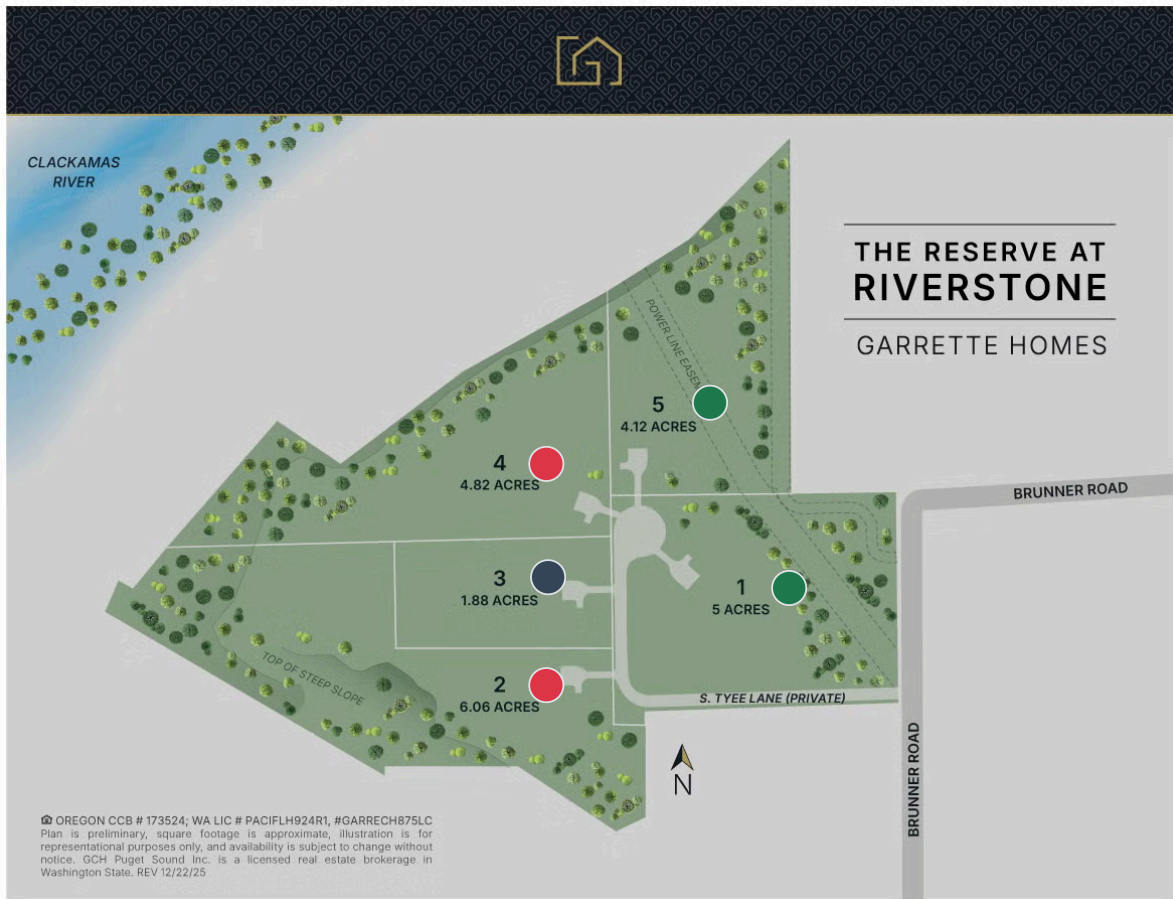 CLACKAMAS
RIVER
THE RESERVE AT
RIVERSTONE
GARRETTE HOMES
POWER LINE EASEM
5
4.12 ACRES
4
4.82 ACRES
BRUNNER ROAD
3
1.88 ACRES
1
5 ACRES
TOP OF STEEP SLOPE
2
6.06 ACRES
S. TYEE LANE (PRIVATE)
N
BRUNNER ROAD
OREGON CCB # 173524; WA LIC # PACIFLH924R1, #GARRECH875LC
Plan is preliminary, square footage is approximate, illustration is for
representational purposes only, and availability is subject to change without
notice. GCH Puget Sound Inc. is a licensed real estate brokerage in
Washington State. REV 12/22/25